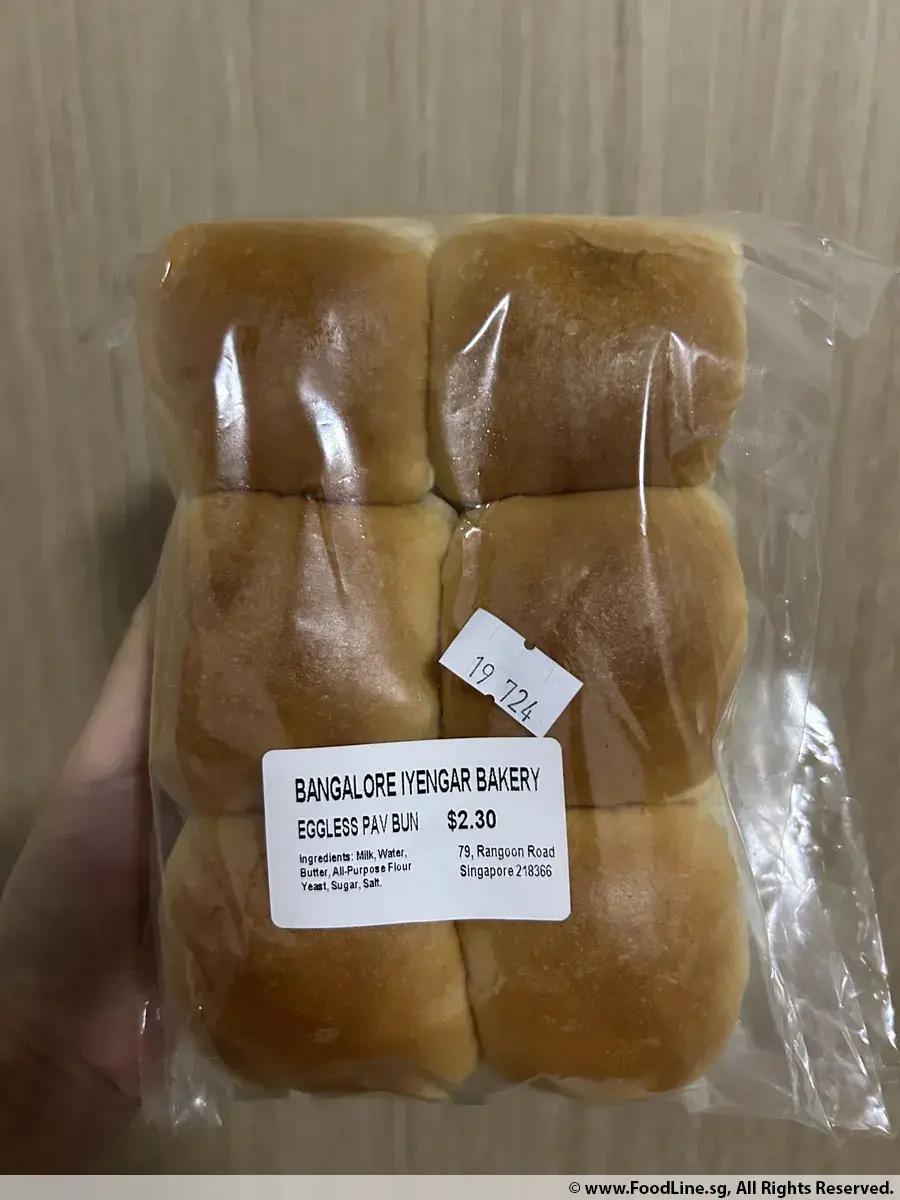 19 724
BANGALORE IYENGAR BAKERY
EGGLESS PAV BUN $2.30
Ingredients: Milk, Water,
Butter, All-Purpose Flour
Yeast, Sugar, Salt.
79, Rangoon Road
Singapore 218366
© www.FoodLine.sg, All Rights Reserved.